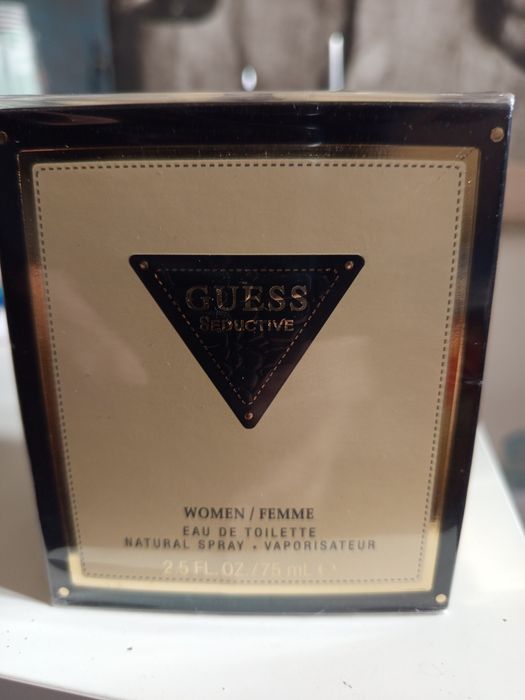 GUESS
SEDUCTIVE
WOMEN / FEMME
EAU DE TOILETTE
NATURAL SPRAY • VAPORISATEUR
2.5 FL.OZ./75 mL ℮